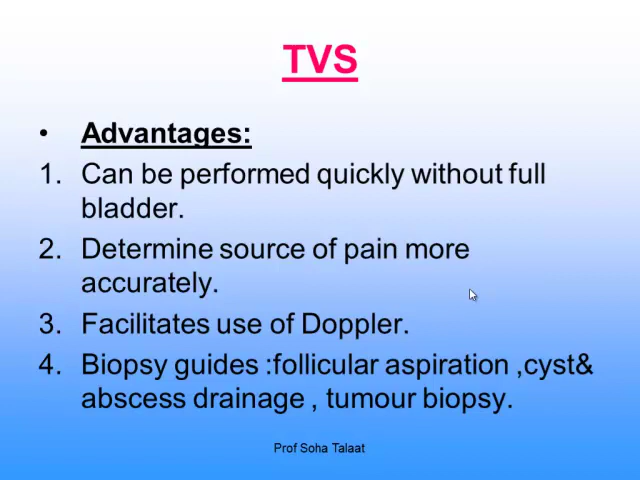 TVS
• Advantages:
1. Can be performed quickly without full
bladder.
2. Determine source of pain more
accurately.
3. Facilitates use of Doppler.
4. Biopsy guides :follicular aspiration ,cyst&
abscess drainage , tumour biopsy.
Prof Soha Talaat